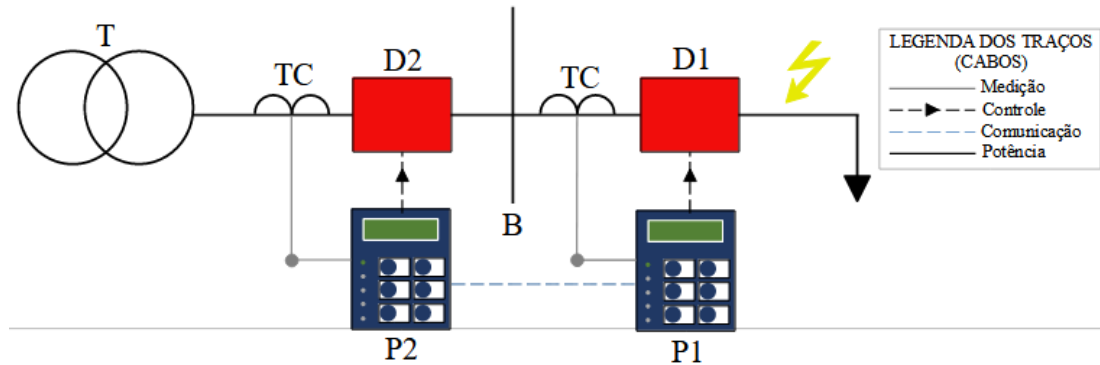 T
TC
D2
TC
D1
B
P2
P1
LEGENDA DOS TRAÇOS
(CABOS)
Medição
Controle
Comunicação
Potência